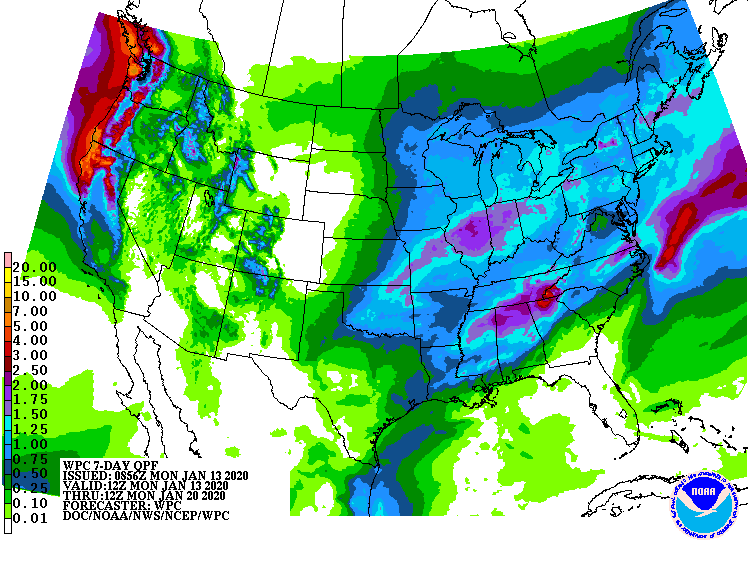 20.00
15.00
10.00
7.00
5.00
4.00
3.00
2.50
2.00
1.75
1.50
1.25
1.00
0.75
0.50
0.25
0.10
0.01
WPC 7-DAY QPF
ISSUED: 0856Z MON JAN 13 2020
VALID:12Z MON JAN 13 2020
THRU:12Z MON JAN 20 2020
FORECASTER: WPC
DOC/NOAA/NWS/NCEP/WPC
NOAA